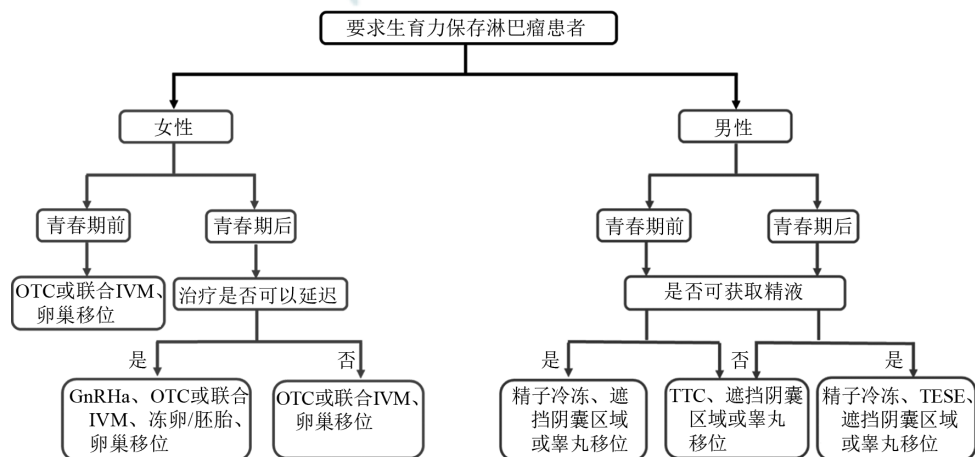 要求生育力保存淋巴瘤患者
女性
男性
青春期前
青春期后
青春期前
青春期后
OTC或联合IVM、
卵巢移位
治疗是否可以延迟
是否可获取精液
是
否
是
否
是
GnRHa、OTC或联合
IVM、冻卵/胚胎、
卵巢移位
OTC或联合IVM、
卵巢移位
精子冷冻、遮
挡阴囊区域
或睾丸移位
TTC、遮挡阴囊
区域或睾丸
移位
精子冷冻、TESE、
遮挡阴囊区域
或睾丸移位